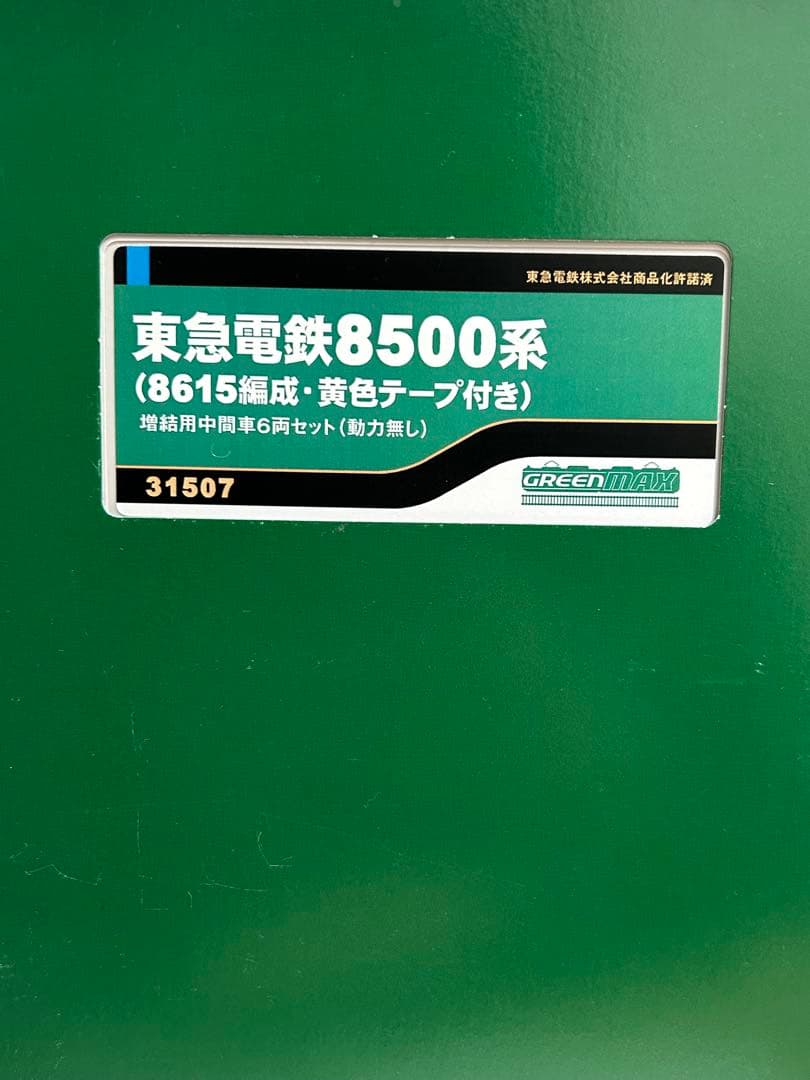 東急電鉄株式会社商品化許諾済
東急電鉄8500系
(8615編成・黄色テープ付き)
増結用中間車6両セット(動力無し)
31507
GREENMAX